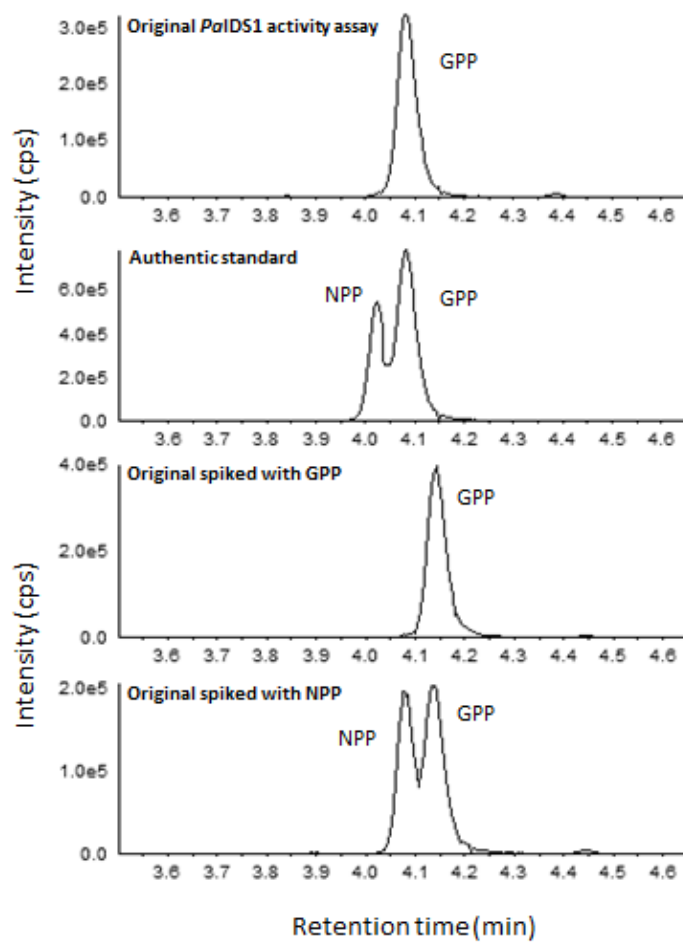 Original PaIDS1 activity assay
GPP
3.0e5
2.0e5
1.0e5
0.0
3.6 3.7 3.8 3.9 4.0 4.1 4.2 4.3 4.4 4.5 4.6
Intensity (cps)
Authentic standard
NPP
GPP
6.0e5
4.0e5
2.0e5
0.0
3.6 3.7 3.8 3.9 4.0 4.1 4.2 4.3 4.4 4.5 4.6
Original spiked with GPP
GPP
4.0e5
2.0e5
0.0
3.6 3.7 3.8 3.9 4.0 4.1 4.2 4.3 4.4 4.5 4.6
Intensity (cps)
Original spiked with NPP
NPP
GPP
2.0e5
1.0e5
0.0
3.6 3.7 3.8 3.9 4.0 4.1 4.2 4.3 4.4 4.5 4.6
Retention time (min)